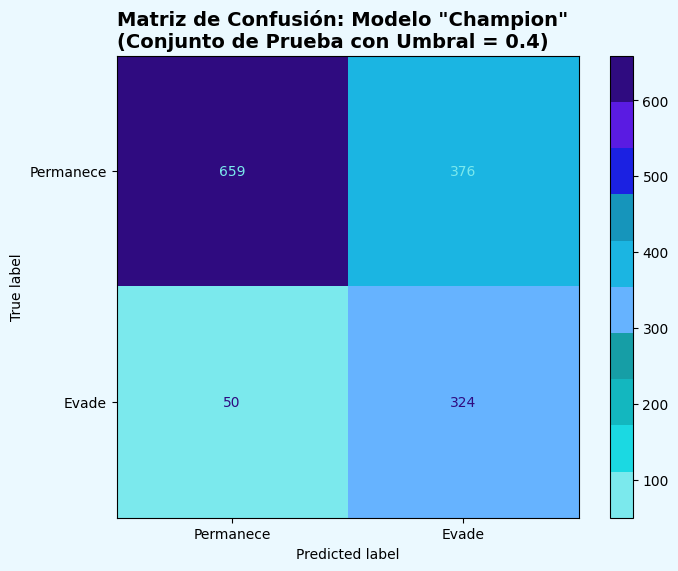 Matriz de Confusión: Modelo "Champion"
(Conjunto de Prueba con Umbral = 0.4)
True label
Permanece
659
376
Evade
50
324
Permanece
Evade
Predicted label
600
500
400
300
200
100